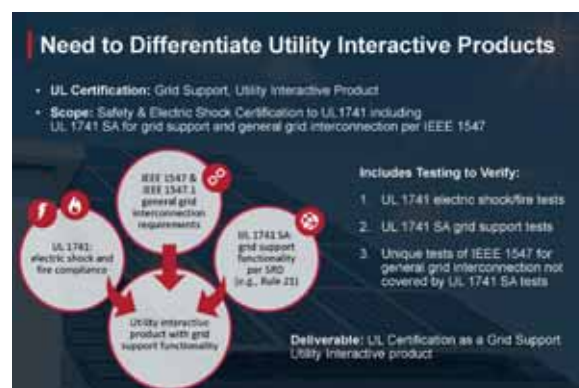 Need to Differentiate Utility Interactive Products
• UL Certification: Grid Support, Utility Interactive Product
• Scope: Safety & Electric Shock Certification to UL1741 including
UL 1741 SA for grid support and general grid interconnection per IEEE 1547
IEEE 1547 &
IEEE 1547.1
general grid
interconnection
requirements
UL 1741:
electric shock and
fire compliance
UL 1741 SA:
grid support
functionality
per SRD
(e.g., Rule 21)
Utility interactive
product with grid
support functionality
Includes Testing to Verify:
1. UL 1741 electric shock/fire tests
2. UL 1741 SA grid support tests
3. Unique tests of IEEE 1547 for
general grid interconnection not
covered by UL 1741 SA tests
Deliverable: UL Certification as a Grid Support
Utility Interactive product